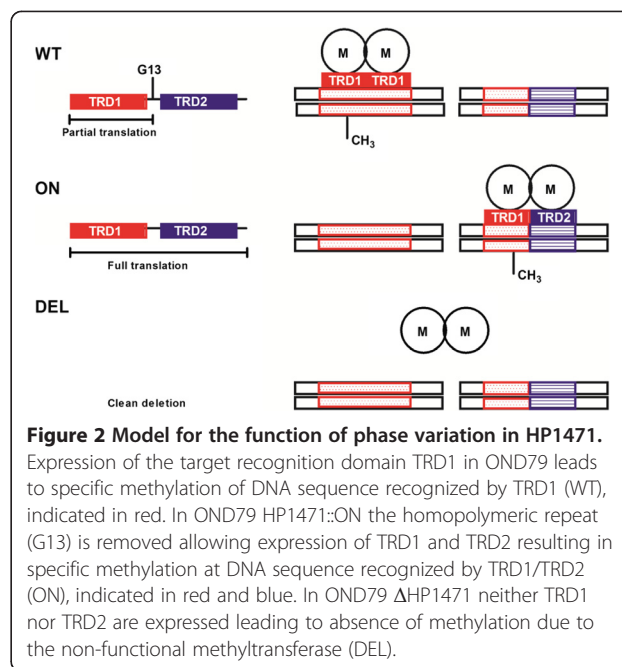 WT
G13
TRD1 TRD2
Partial translation
M M
TRD1 TRD1
CH3
ON
TRD1 TRD2
Full translation
M M
TRD1 TRD2
CH3
DEL
M M
Clean deletion
Figure 2 Model for the function of phase variation in HP1471.
Expression of the target recognition domain TRD1 in OND79 leads
to specific methylation of DNA sequence recognized by TRD1 (WT),
indicated in red. In OND79 HP1471::ON the homopolymeric repeat
(G13) is removed allowing expression of TRD1 and TRD2 resulting in
specific methylation at DNA sequence recognized by TRD1/TRD2
(ON), indicated in red and blue. In OND79 ΔHP1471 neither TRD1
nor TRD2 are expressed leading to absence of methylation due to
the non-functional methyltransferase (DEL).